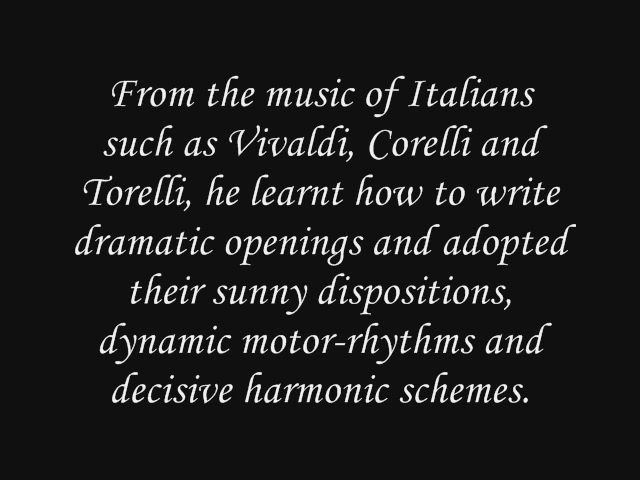 From the music of Italians
such as Vivaldi, Corelli and
Torelli, he learnt how to write
dramatic openings and adopted
their sunny dispositions,
dynamic motor-rhythms and
decisive harmonic schemes.